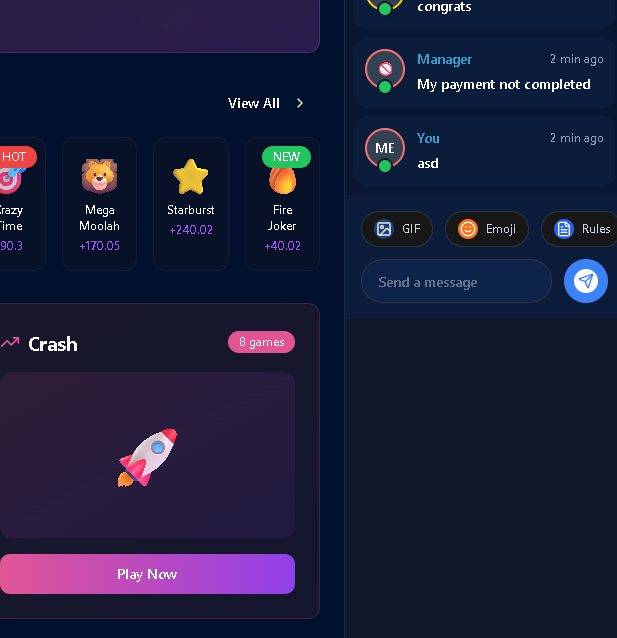 View All
HOT
NEW
razy
Time
90.3
Mega
Moolah
+170.05
Starburst
+240.02
Fire
Joker
+40.02
Crash
8 games
Play Now
congrats
Manager
2 min ago
My payment not completed
ME
You
2 min ago
asd
GIF
Emoji
Rules
Send a message